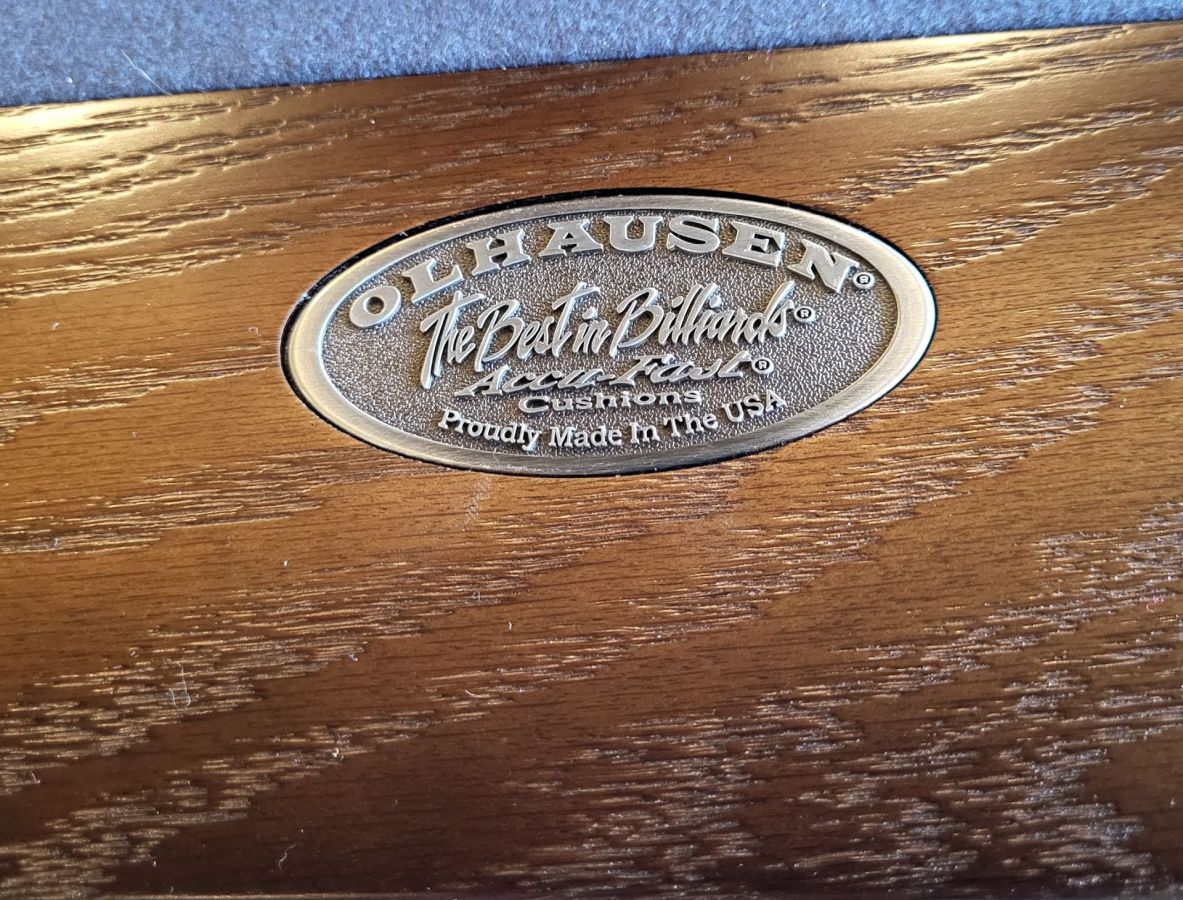 OLHAUSEN®
The Best in Billiards®
Accu-Fast®
Cushions
Proudly Made In The USA